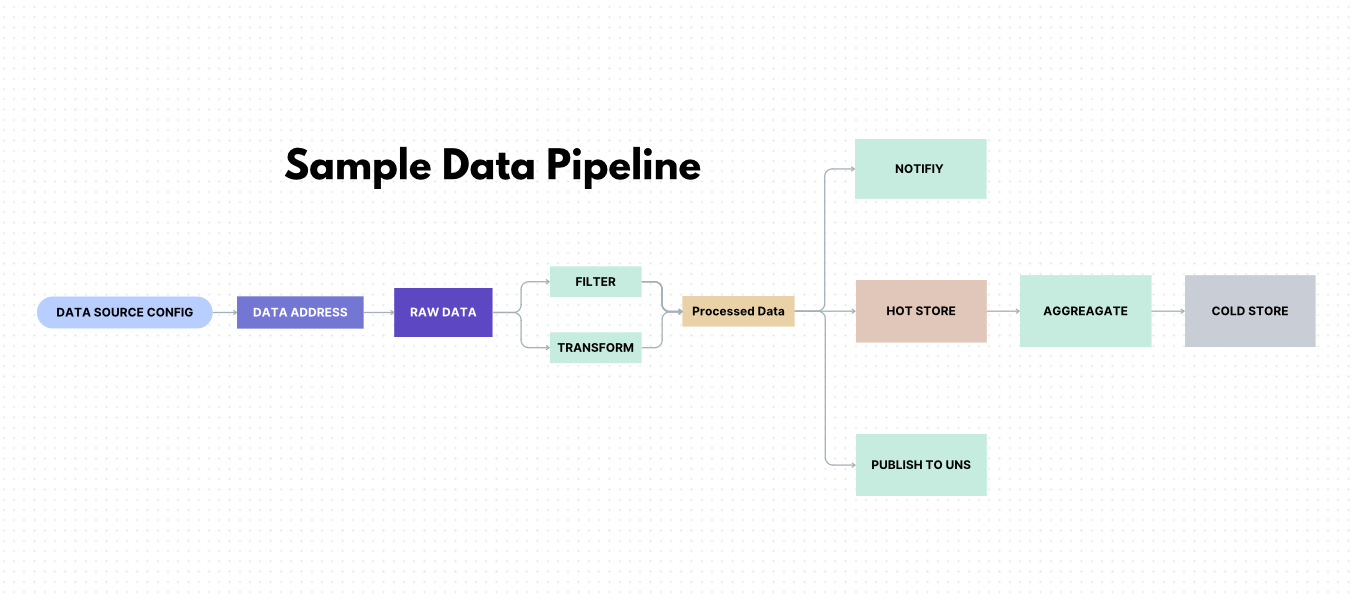 Sample Data Pipeline
NOTIFIY
DATA SOURCE CONFIG
DATA ADDRESS
RAW DATA
FILTER
TRANSFORM
Processed Data
HOT STORE
AGGREAGATE
COLD STORE
PUBLISH TO UNS